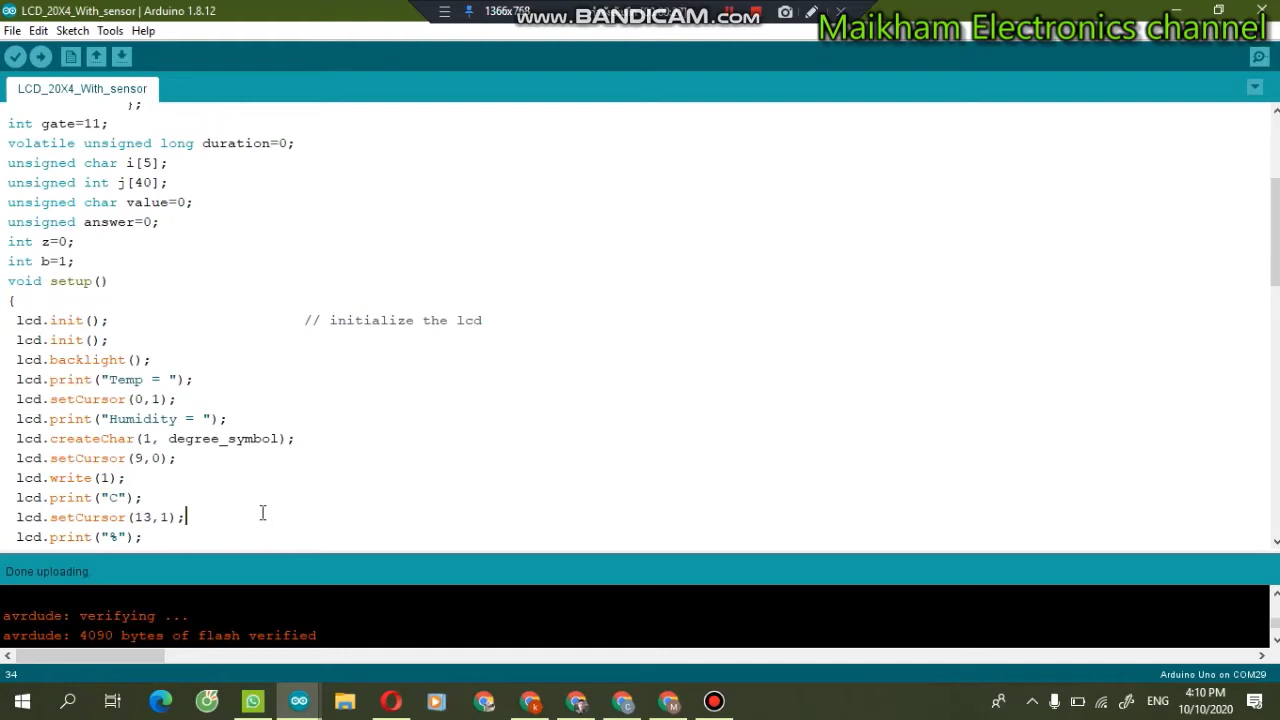 LCD_20X4_With_sensor | Arduino 1.8.12
1366x768
www.BANDICAM.com
Maikham Electronics channel
File Edit Sketch Tools Help
LCD_20X4_With_sensor
};
int gate=11;
volatile unsigned long duration=0;
unsigned char i[5];
unsigned int j[40];
unsigned char value=0;
unsigned answer=0;
int z=0;
int b=1;
void setup()
{
lcd.init(); // initialize the lcd
lcd.init();
lcd.backlight();
lcd.print("Temp = ");
lcd.setCursor(0,1);
lcd.print("Humidity = ");
lcd.createChar(1, degree_symbol);
lcd.setCursor(9,0);
lcd.write(1);
lcd.print("C");
lcd.setCursor(13,1);
lcd.print("%");
Done uploading.
avrdude: verifying ...
avrdude: 4090 bytes of flash verified
34
Arduino Uno on COM29
ENG
4:10 PM
10/10/2020